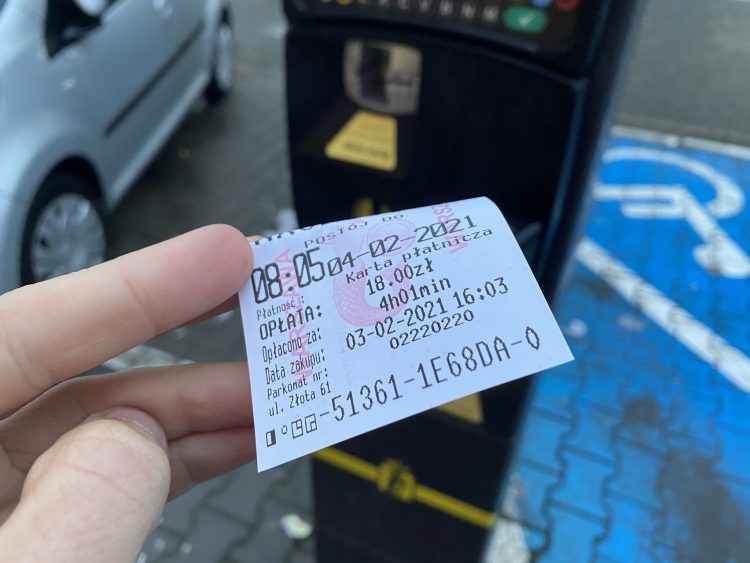 POSTÓJ DO
08:05 04-02-2021
Płatność: Karta płatnicza
OPŁATA: 18.00zł
Opłacono za: 4h01min
Data zakupu: 03-02-2021 16:03
Parkomat nr: 02220220
ul. Złota 61
-51361-1E68DA-0
WARSZAWA